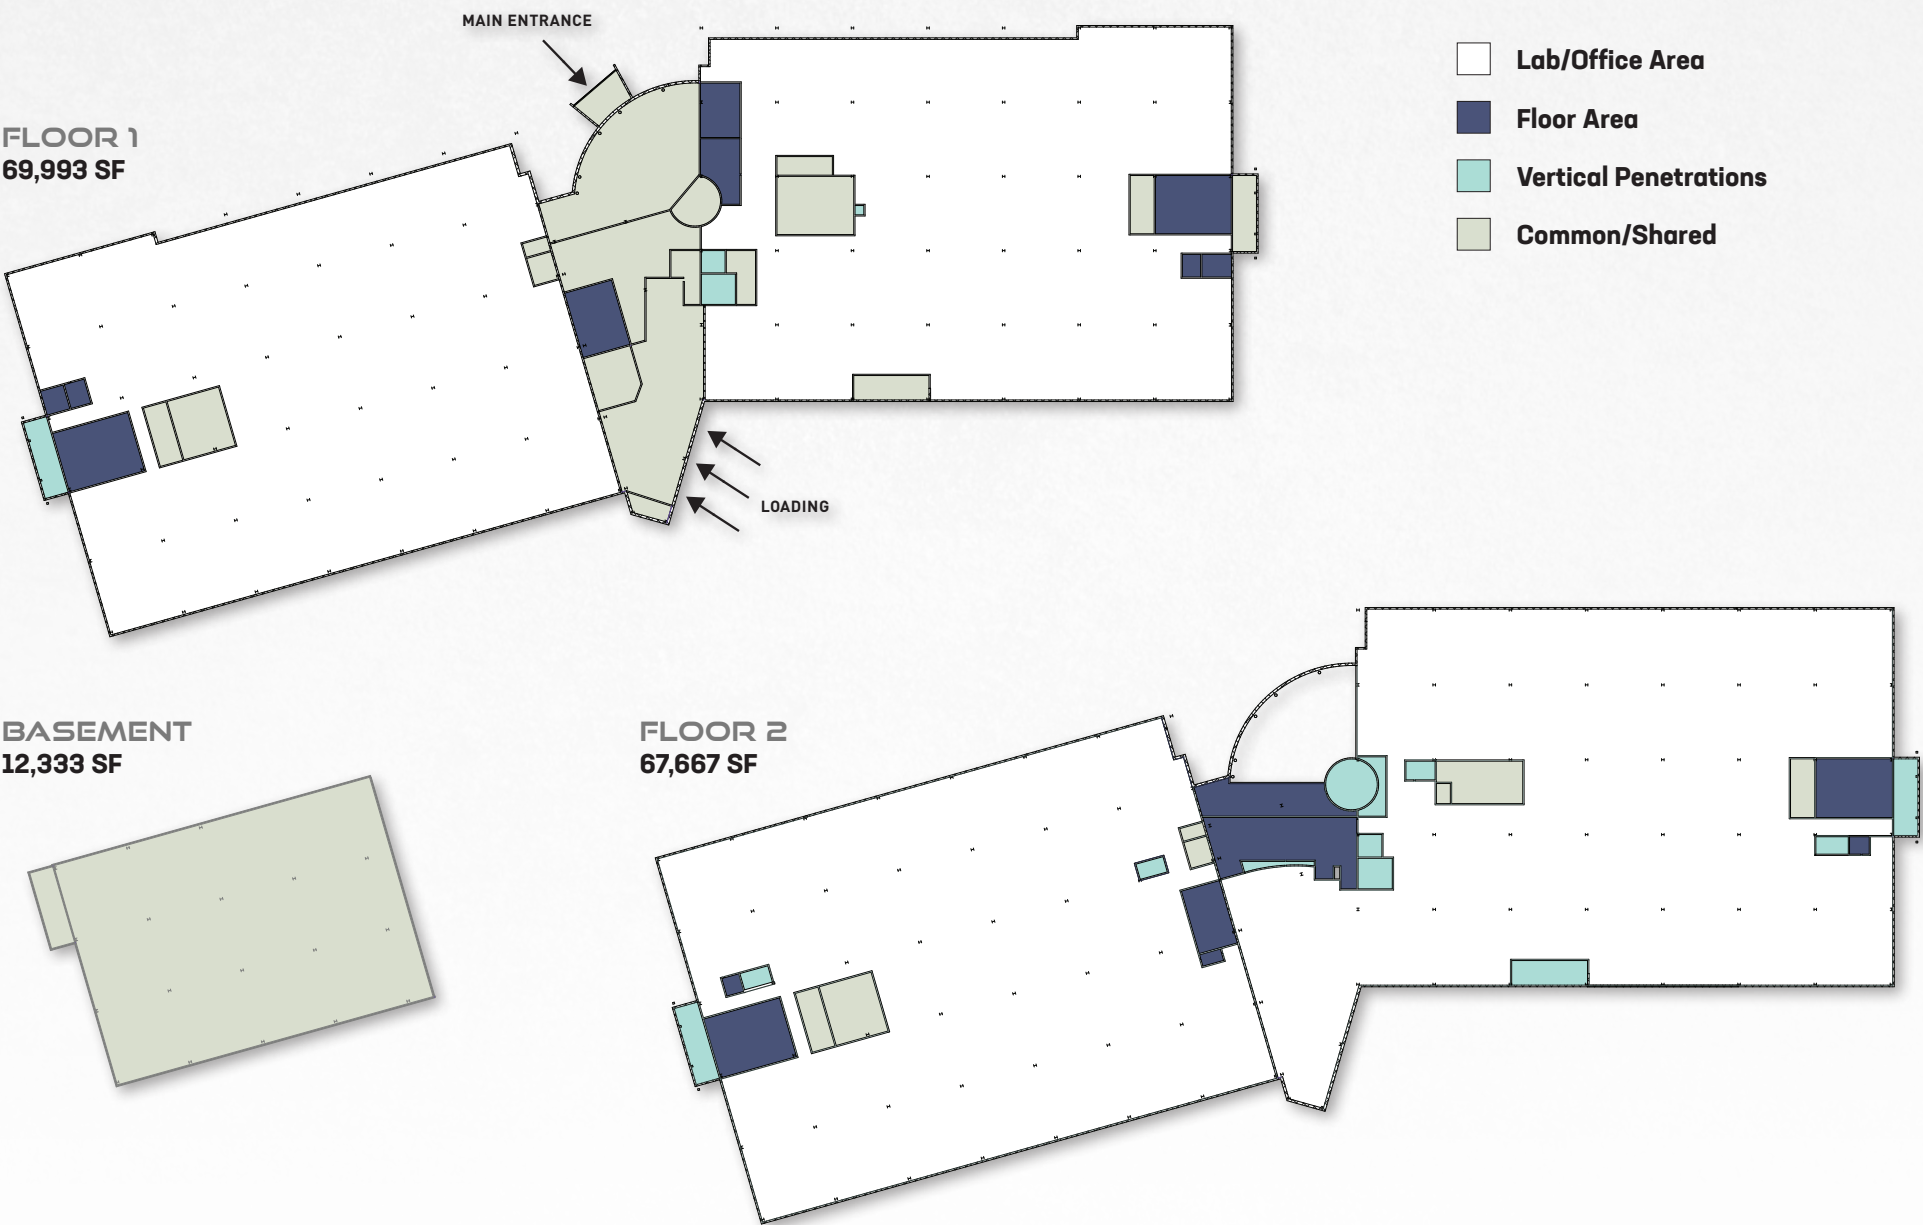 MAIN ENTRANCE
FLOOR 1
69,993 SF
Lab/Office Area
Floor Area
Vertical Penetrations
Common/Shared
LOADING
BASEMENT
12,333 SF
FLOOR 2
67,667 SF